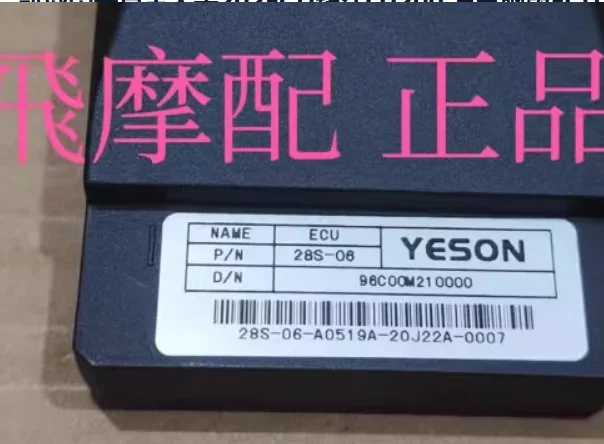 飛摩配 正品
NAME ECU YESON
P/N 28S-06
D/N 96C00M210000
28S-06-A0519A-20J22A-0007